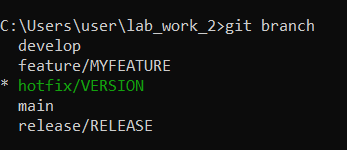 C:\Users\user\lab_work_2>git branch
  develop
  feature/MYFEATURE
* hotfix/VERSION
  main
  release/RELEASE